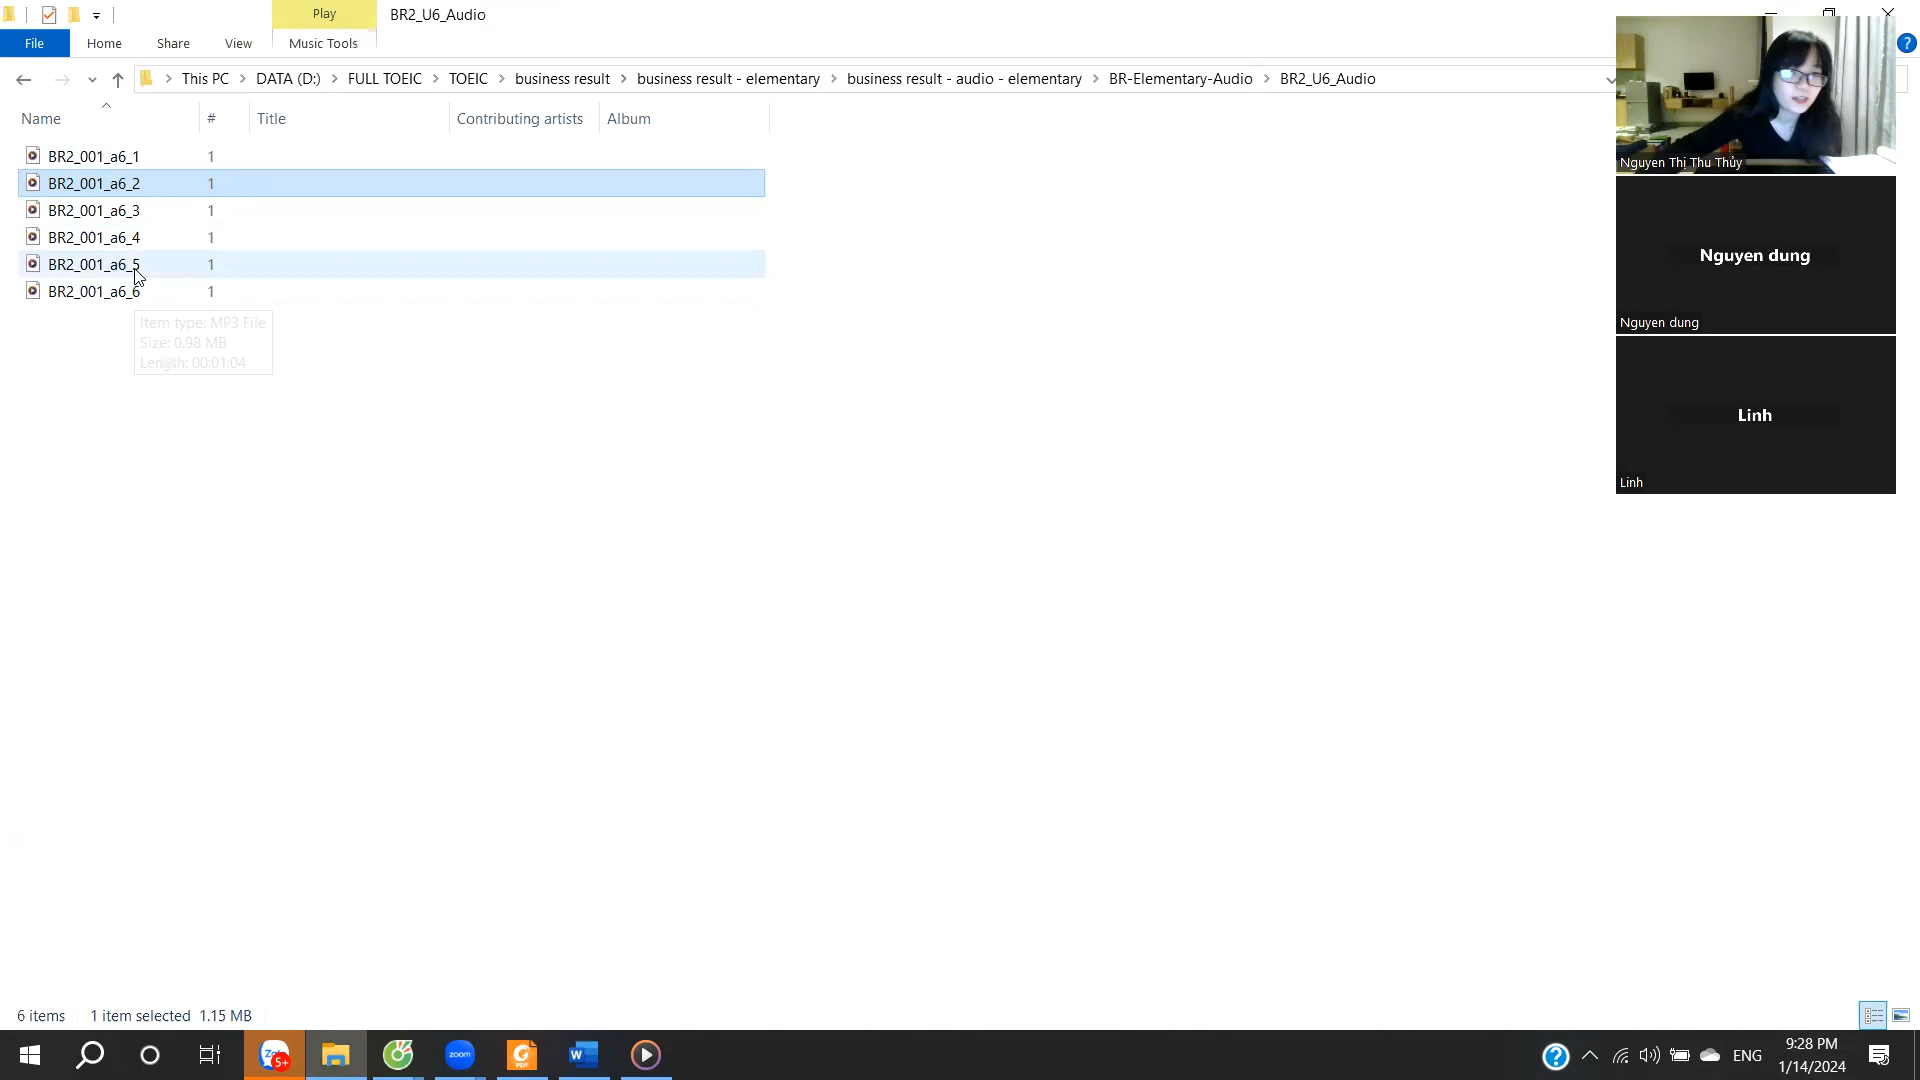 Play
BR2_U6_Audio
File
Home
Share
View
Music Tools
?
This PC
DATA (D:)
FULL TOEIC
TOEIC
business result
business result - elementary
business result - audio - elementary
BR-Elementary-Audio
BR2_U6_Audio
Name
#
Title
Contributing artists
Album
BR2_001_a6_1 1
BR2_001_a6_2 1
BR2_001_a6_3 1
BR2_001_a6_4 1
BR2_001_a6_5 1
BR2_001_a6_6 1
Item type: MP3 File
Size: 0.98 MB
Length: 00:01:04
Nguyen Thị Thu Thủy
Nguyen dung
Nguyen dung
Linh
Linh
6 items
1 item selected 1.15 MB
5+
zoom
PDF
W
?
ENG
9:28 PM
1/14/2024